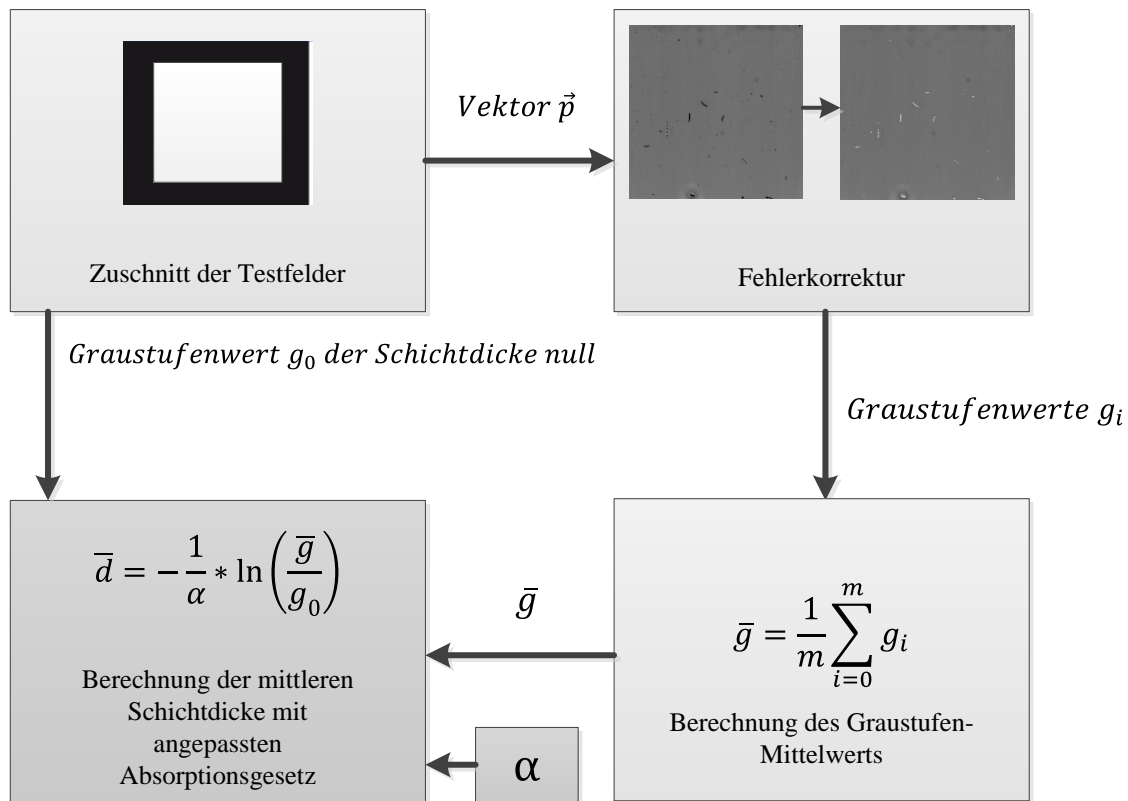 Vektor p⃗
Zuschnitt der Testfelder
Fehlerkorrektur
Graustufenwert g₀ der Schichtdicke null
Graustufenwerte gᵢ
d̅ = − 1/α ∗ ln(g̅/g₀)
Berechnung der mittleren
Schichtdicke mit
angepassten
Absorptionsgesetz
g̅
α
g̅ = 1/m ∑_{i=0}^{m} gᵢ
Berechnung des Graustufen-
Mittelwerts